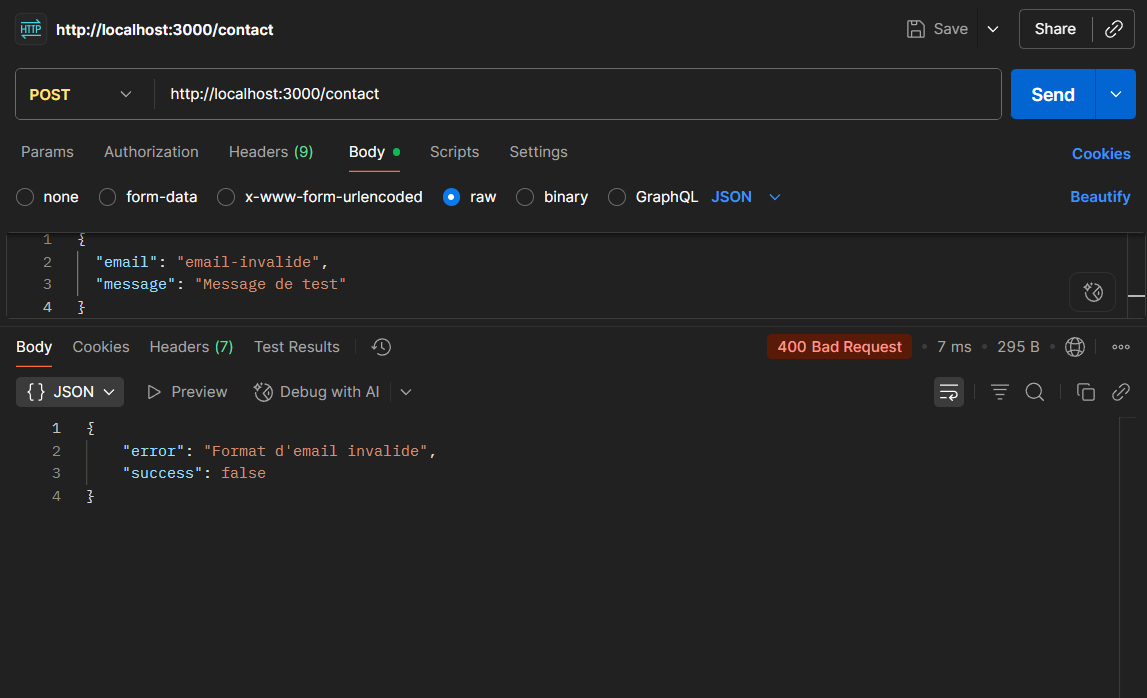 HTTP http://localhost:3000/contact Save Share
POST http://localhost:3000/contact Send
Params Authorization Headers (9) Body Scripts Settings Cookies
none form-data x-www-form-urlencoded raw binary GraphQL JSON Beautify
1 {
2 "email": "email-invalide",
3 "message": "Message de test"
4 }
Body Cookies Headers (7) Test Results 400 Bad Request • 7 ms • 295 B
{} JSON Preview Debug with AI
1 {
2 "error": "Format d'email invalide",
3 "success": false
4 }